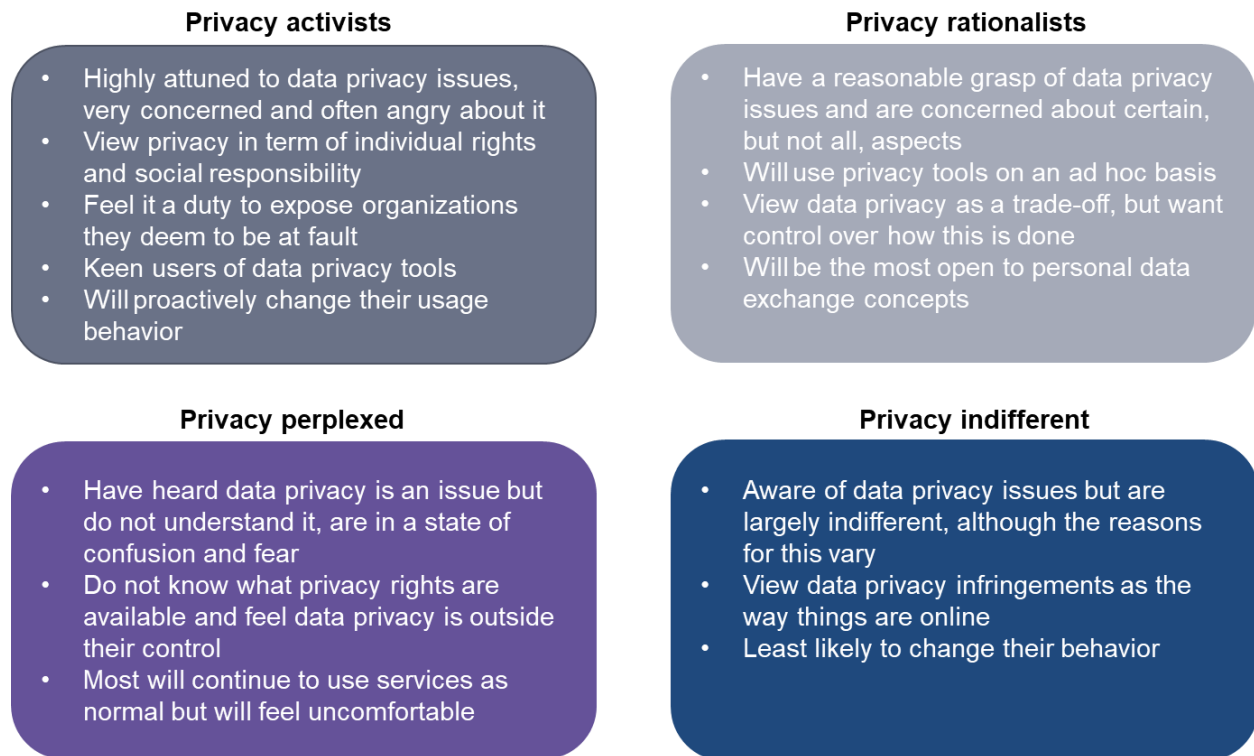 Privacy activists
• Highly attuned to data privacy issues,
very concerned and often angry about it
• View privacy in term of individual rights
and social responsibility
• Feel it a duty to expose organizations
they deem to be at fault
• Keen users of data privacy tools
• Will proactively change their usage
behavior
Privacy rationalists
• Have a reasonable grasp of data privacy
issues and are concerned about certain,
but not all, aspects
• Will use privacy tools on an ad hoc basis
• View data privacy as a trade-off, but want
control over how this is done
• Will be the most open to personal data
exchange concepts
Privacy perplexed
• Have heard data privacy is an issue but
do not understand it, are in a state of
confusion and fear
• Do not know what privacy rights are
available and feel data privacy is outside
their control
• Most will continue to use services as
normal but will feel uncomfortable
Privacy indifferent
• Aware of data privacy issues but are
largely indifferent, although the reasons
for this vary
• View data privacy infringements as the
way things are online
• Least likely to change their behavior